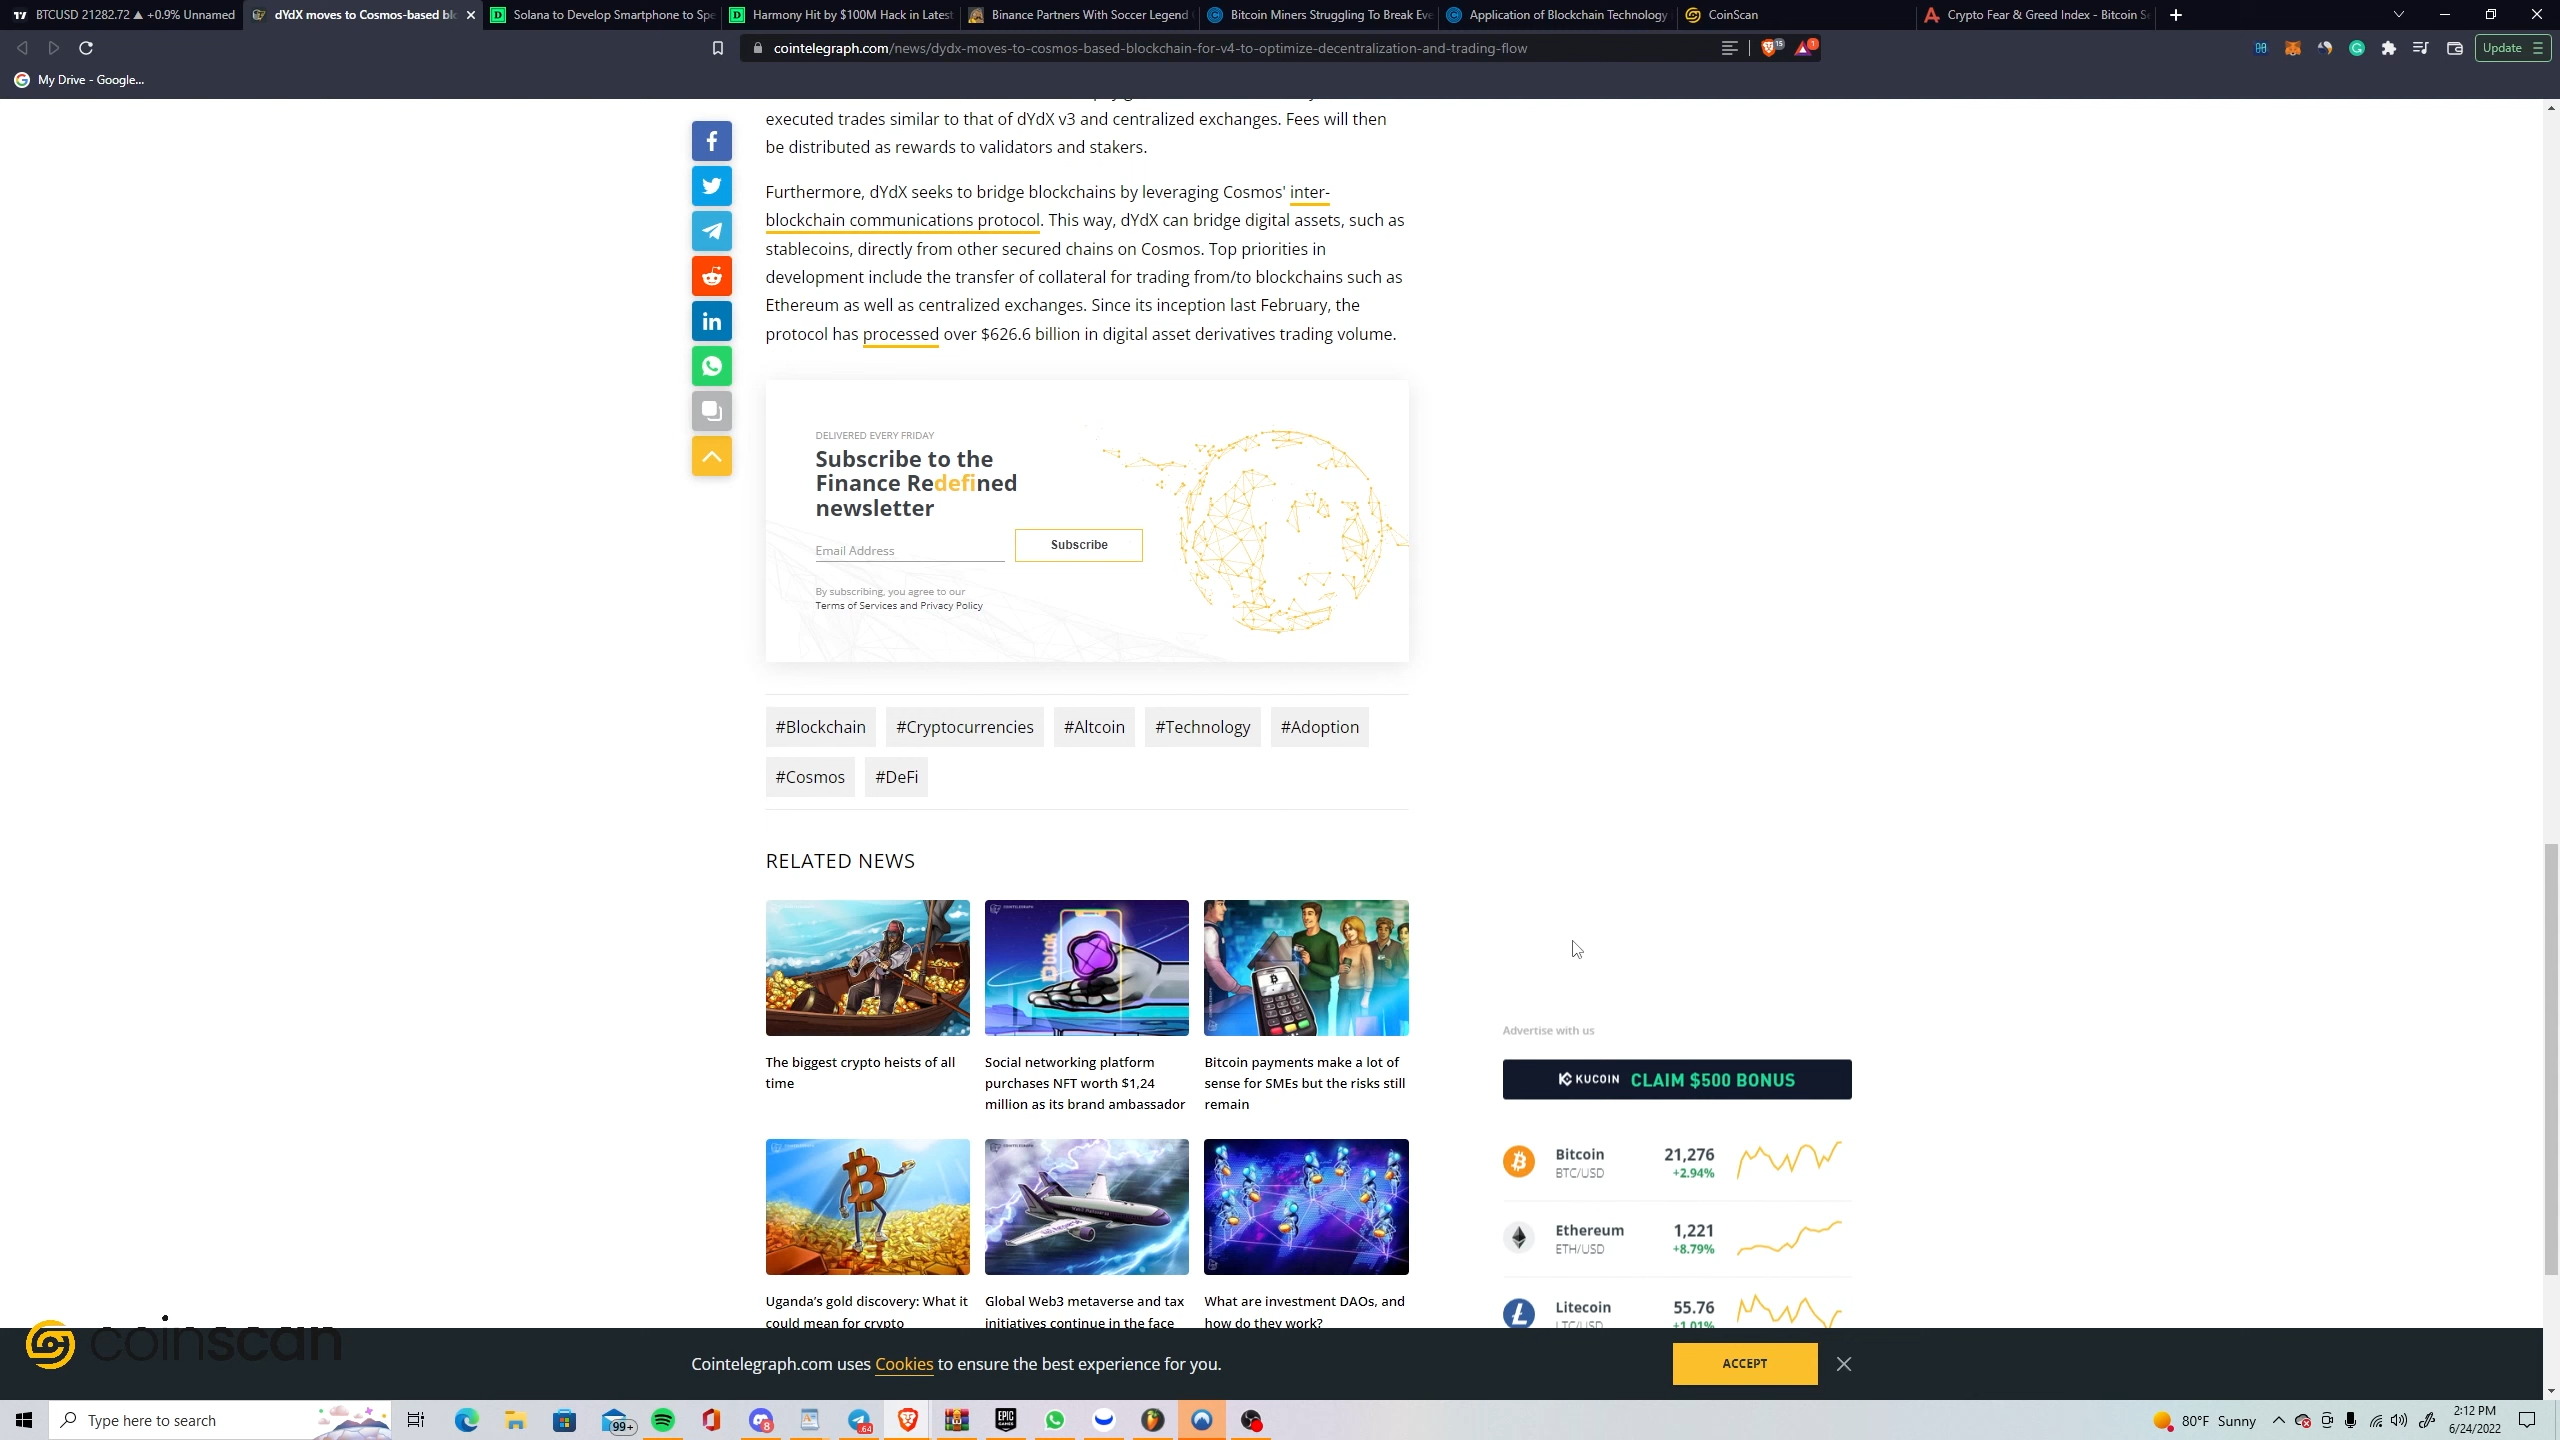 BTCUSD 21282.72 ▲ +0.9% Unnamed
dYdX moves to Cosmos-based blo
Solana to Develop Smartphone to Spe
Harmony Hit by $100M Hack in Latest
Binance Partners With Soccer Legend
Bitcoin Miners Struggling To Break Eve
Application of Blockchain Technology
CoinScan
Crypto Fear & Greed Index - Bitcoin Se
cointelegraph.com/news/dydx-moves-to-cosmos-based-blockchain-for-v4-to-optimize-decentralization-and-trading-flow
15
1
Update
My Drive - Google...
executed trades similar to that of dYdX v3 and centralized exchanges. Fees will then
be distributed as rewards to validators and stakers.
Furthermore, dYdX seeks to bridge blockchains by leveraging Cosmos' inter-
blockchain communications protocol. This way, dYdX can bridge digital assets, such as
stablecoins, directly from other secured chains on Cosmos. Top priorities in
development include the transfer of collateral for trading from/to blockchains such as
Ethereum as well as centralized exchanges. Since its inception last February, the
protocol has processed over $626.6 billion in digital asset derivatives trading volume.
DELIVERED EVERY FRIDAY
Subscribe to the
Finance Redefined
newsletter
Email Address
Subscribe
By subscribing, you agree to our
Terms of Services and Privacy Policy
#Blockchain
#Cryptocurrencies
#Altcoin
#Technology
#Adoption
#Cosmos
#DeFi
RELATED NEWS
The biggest crypto heists of all
time
Social networking platform
purchases NFT worth $1,24
million as its brand ambassador
Bitcoin payments make a lot of
sense for SMEs but the risks still
remain
Uganda's gold discovery: What it
could mean for crypto
Global Web3 metaverse and tax
initiatives continue in the face
What are investment DAOs, and
how do they work?
Advertise with us
KUCOIN CLAIM $500 BONUS
Bitcoin 21,276
BTC/USD +2.94%
Ethereum 1,221
ETH/USD +8.79%
Litecoin 55.76
LTC/USD +1.01%
coinscan
Cointelegraph.com uses Cookies to ensure the best experience for you.
ACCEPT
Type here to search
99+
8
64
EPIC
GAMES
80°F Sunny
2:12 PM
6/24/2022